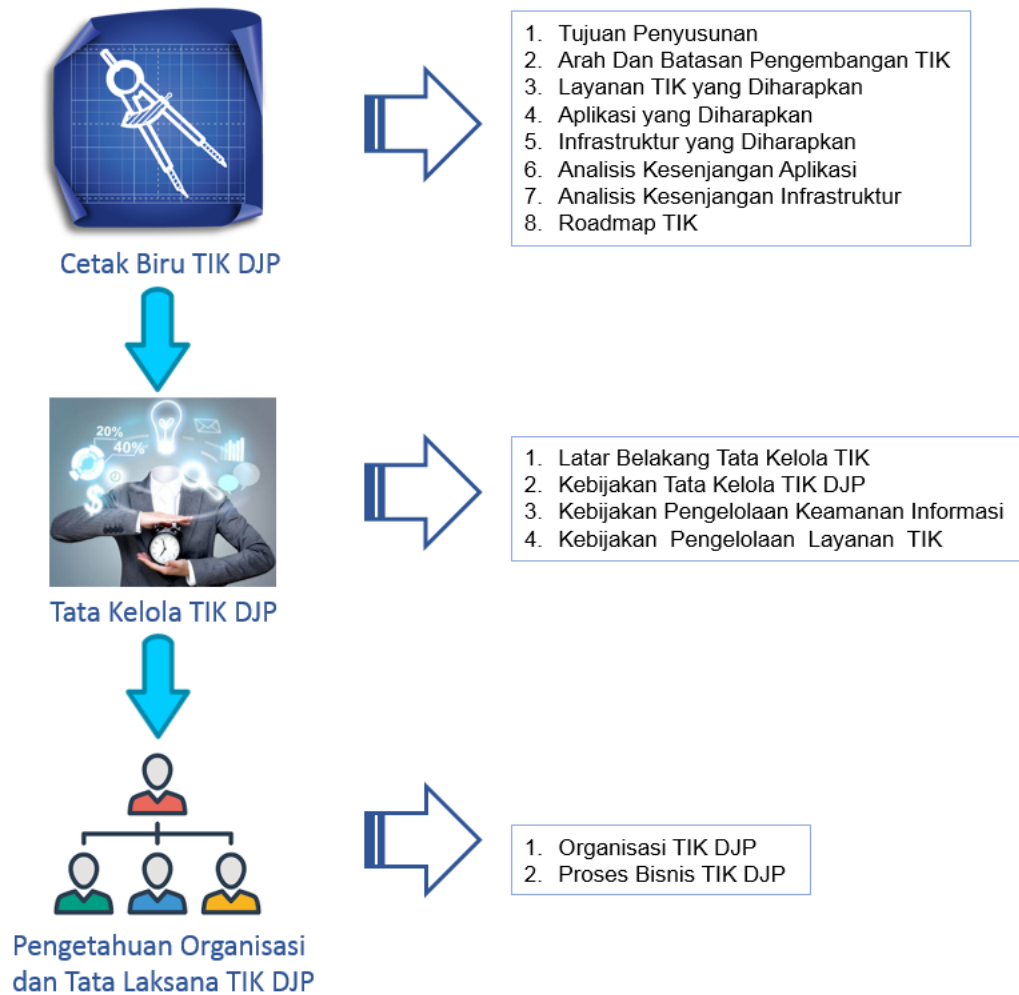 1. Tujuan Penyusunan
2. Arah Dan Batasan Pengembangan TIK
3. Layanan TIK yang Diharapkan
4. Aplikasi yang Diharapkan
5. Infrastruktur yang Diharapkan
6. Analisis Kesenjangan Aplikasi
7. Analisis Kesenjangan Infrastruktur
8. Roadmap TIK
Cetak Biru TIK DJP
20%
40%
$
1. Latar Belakang Tata Kelola TIK
2. Kebijakan Tata Kelola TIK DJP
3. Kebijakan Pengelolaan Keamanan Informasi
4. Kebijakan Pengelolaan Layanan TIK
Tata Kelola TIK DJP
1. Organisasi TIK DJP
2. Proses Bisnis TIK DJP
Pengetahuan Organisasi
dan Tata Laksana TIK DJP